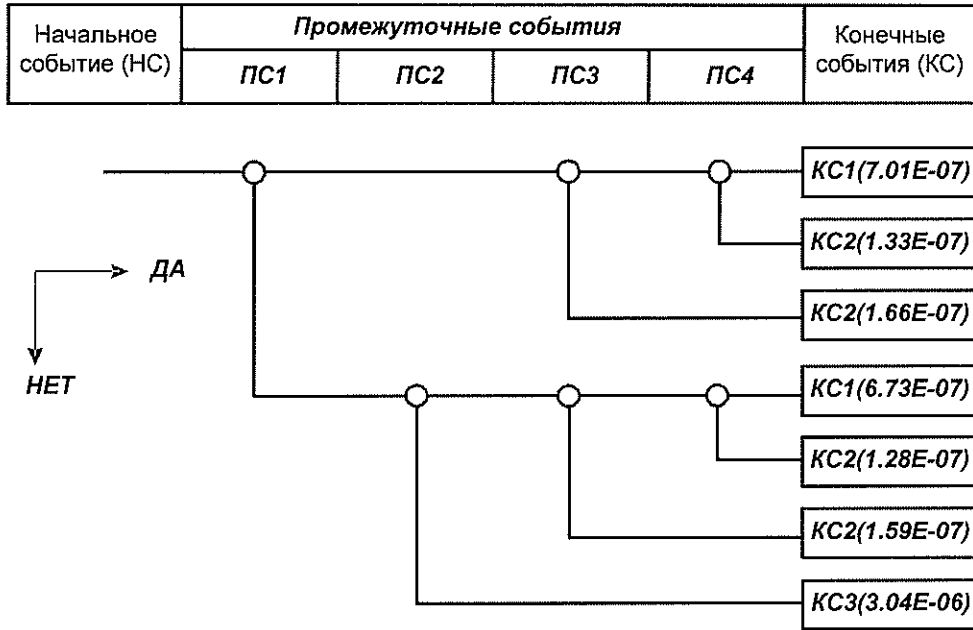 Начальное
событие (НС)
Промежуточные события
ПС1 ПС2 ПС3 ПС4
Конечные
события (КС)
КС1(7.01E-07)
КС2(1.33E-07)
ДА
КС2(1.66E-07)
НЕТ
КС1(6.73E-07)
КС2(1.28E-07)
КС2(1.59E-07)
КС3(3.04E-06)